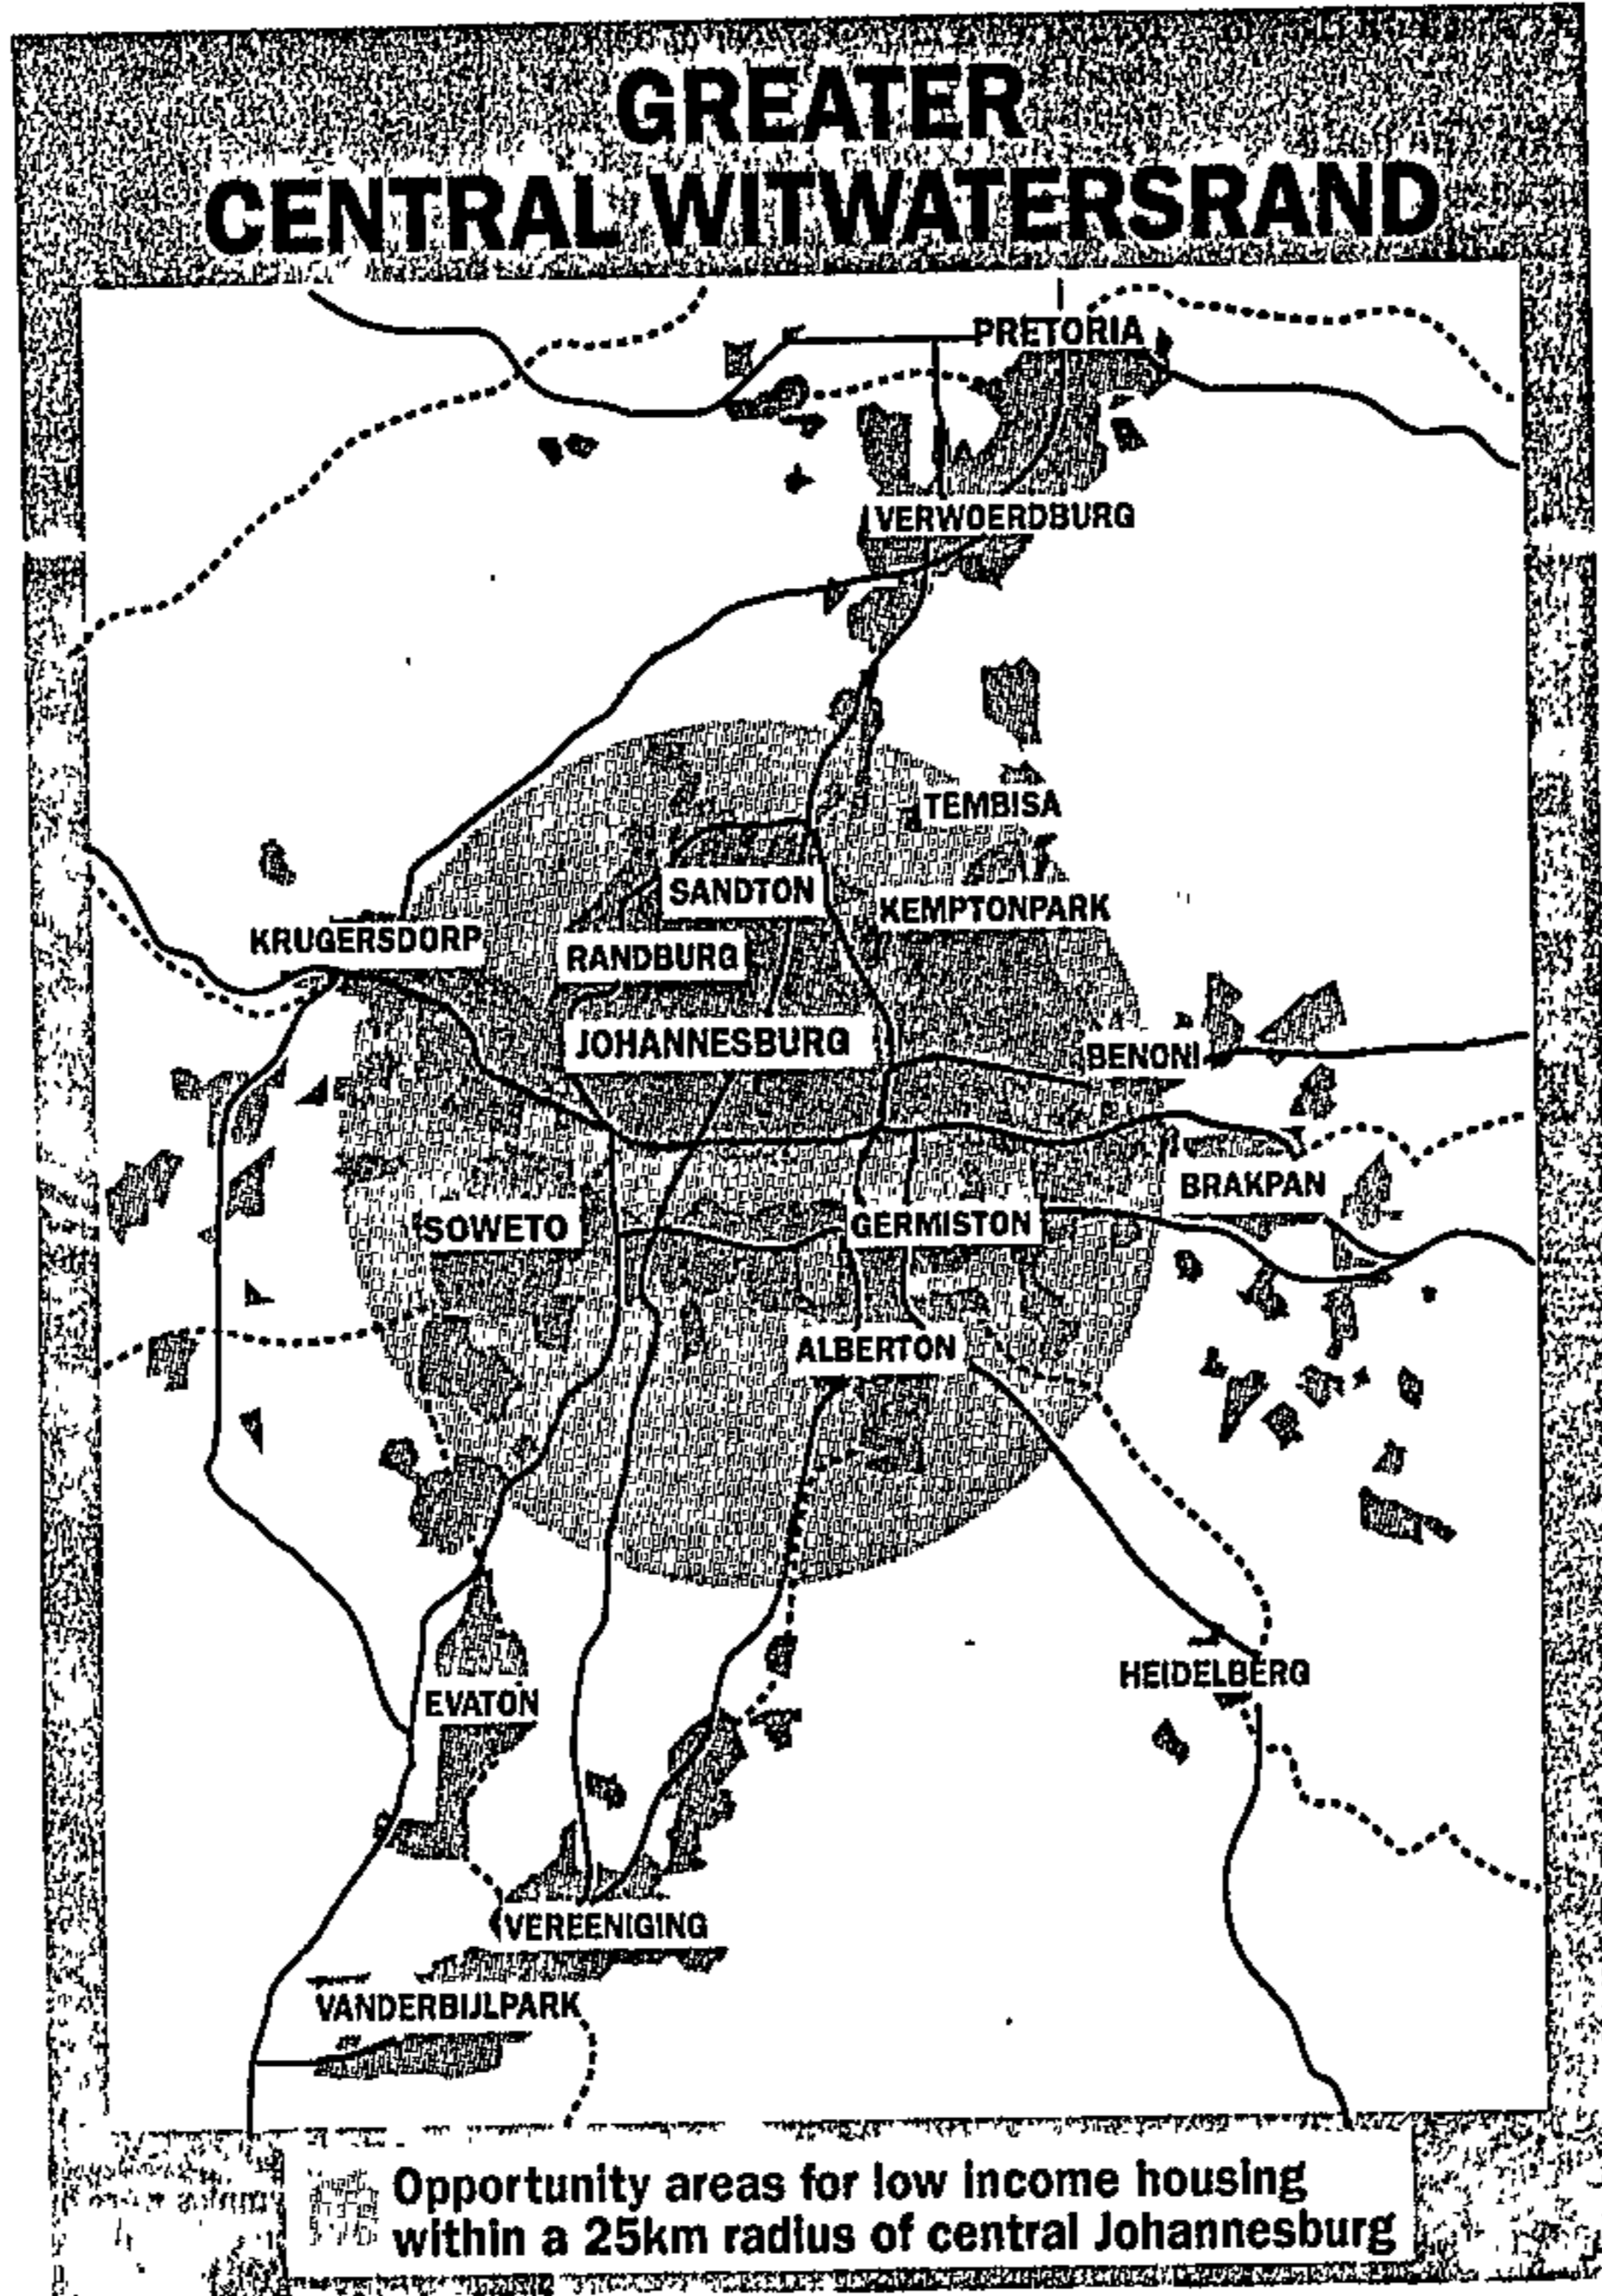 GREATER
CENTRAL WITWATERSRAND
PRETORIA
VERWOERDBURG
TEMBISA
SANDTON
KEMPTONPARK
KRUGERSDORP
RANDBURG
JOHANNESBURG
BENONI
BRAKPAN
SOWETO
GERMISTON
ALBERTON
HEIDELBERG
EVATON
VEREENIGING
VANDERBIJLPARK
Opportunity areas for low income housing
within a 25km radius of central Johannesburg